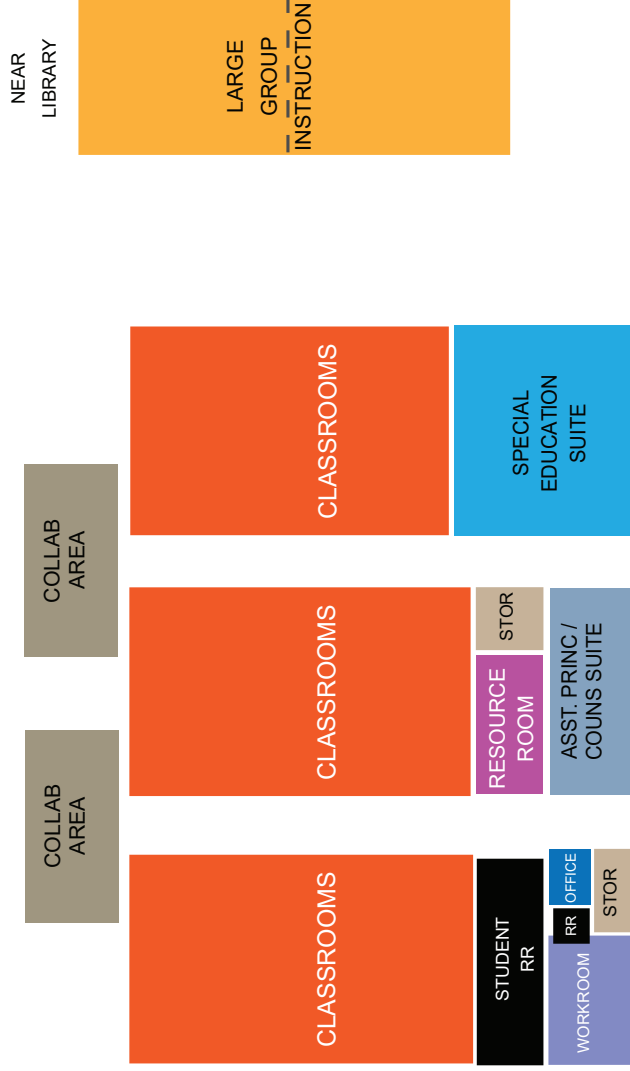 NEAR
LIBRARY
LARGE
GROUP
INSTRUCTION
COLLAB
AREA
COLLAB
AREA
CLASSROOMS
CLASSROOMS
CLASSROOMS
SPECIAL
EDUCATION
SUITE
STOR
RESOURCE
ROOM
ASST. PRINC /
COUNS SUITE
STUDENT
RR
OFFICE
RR
STOR
WORKROOM